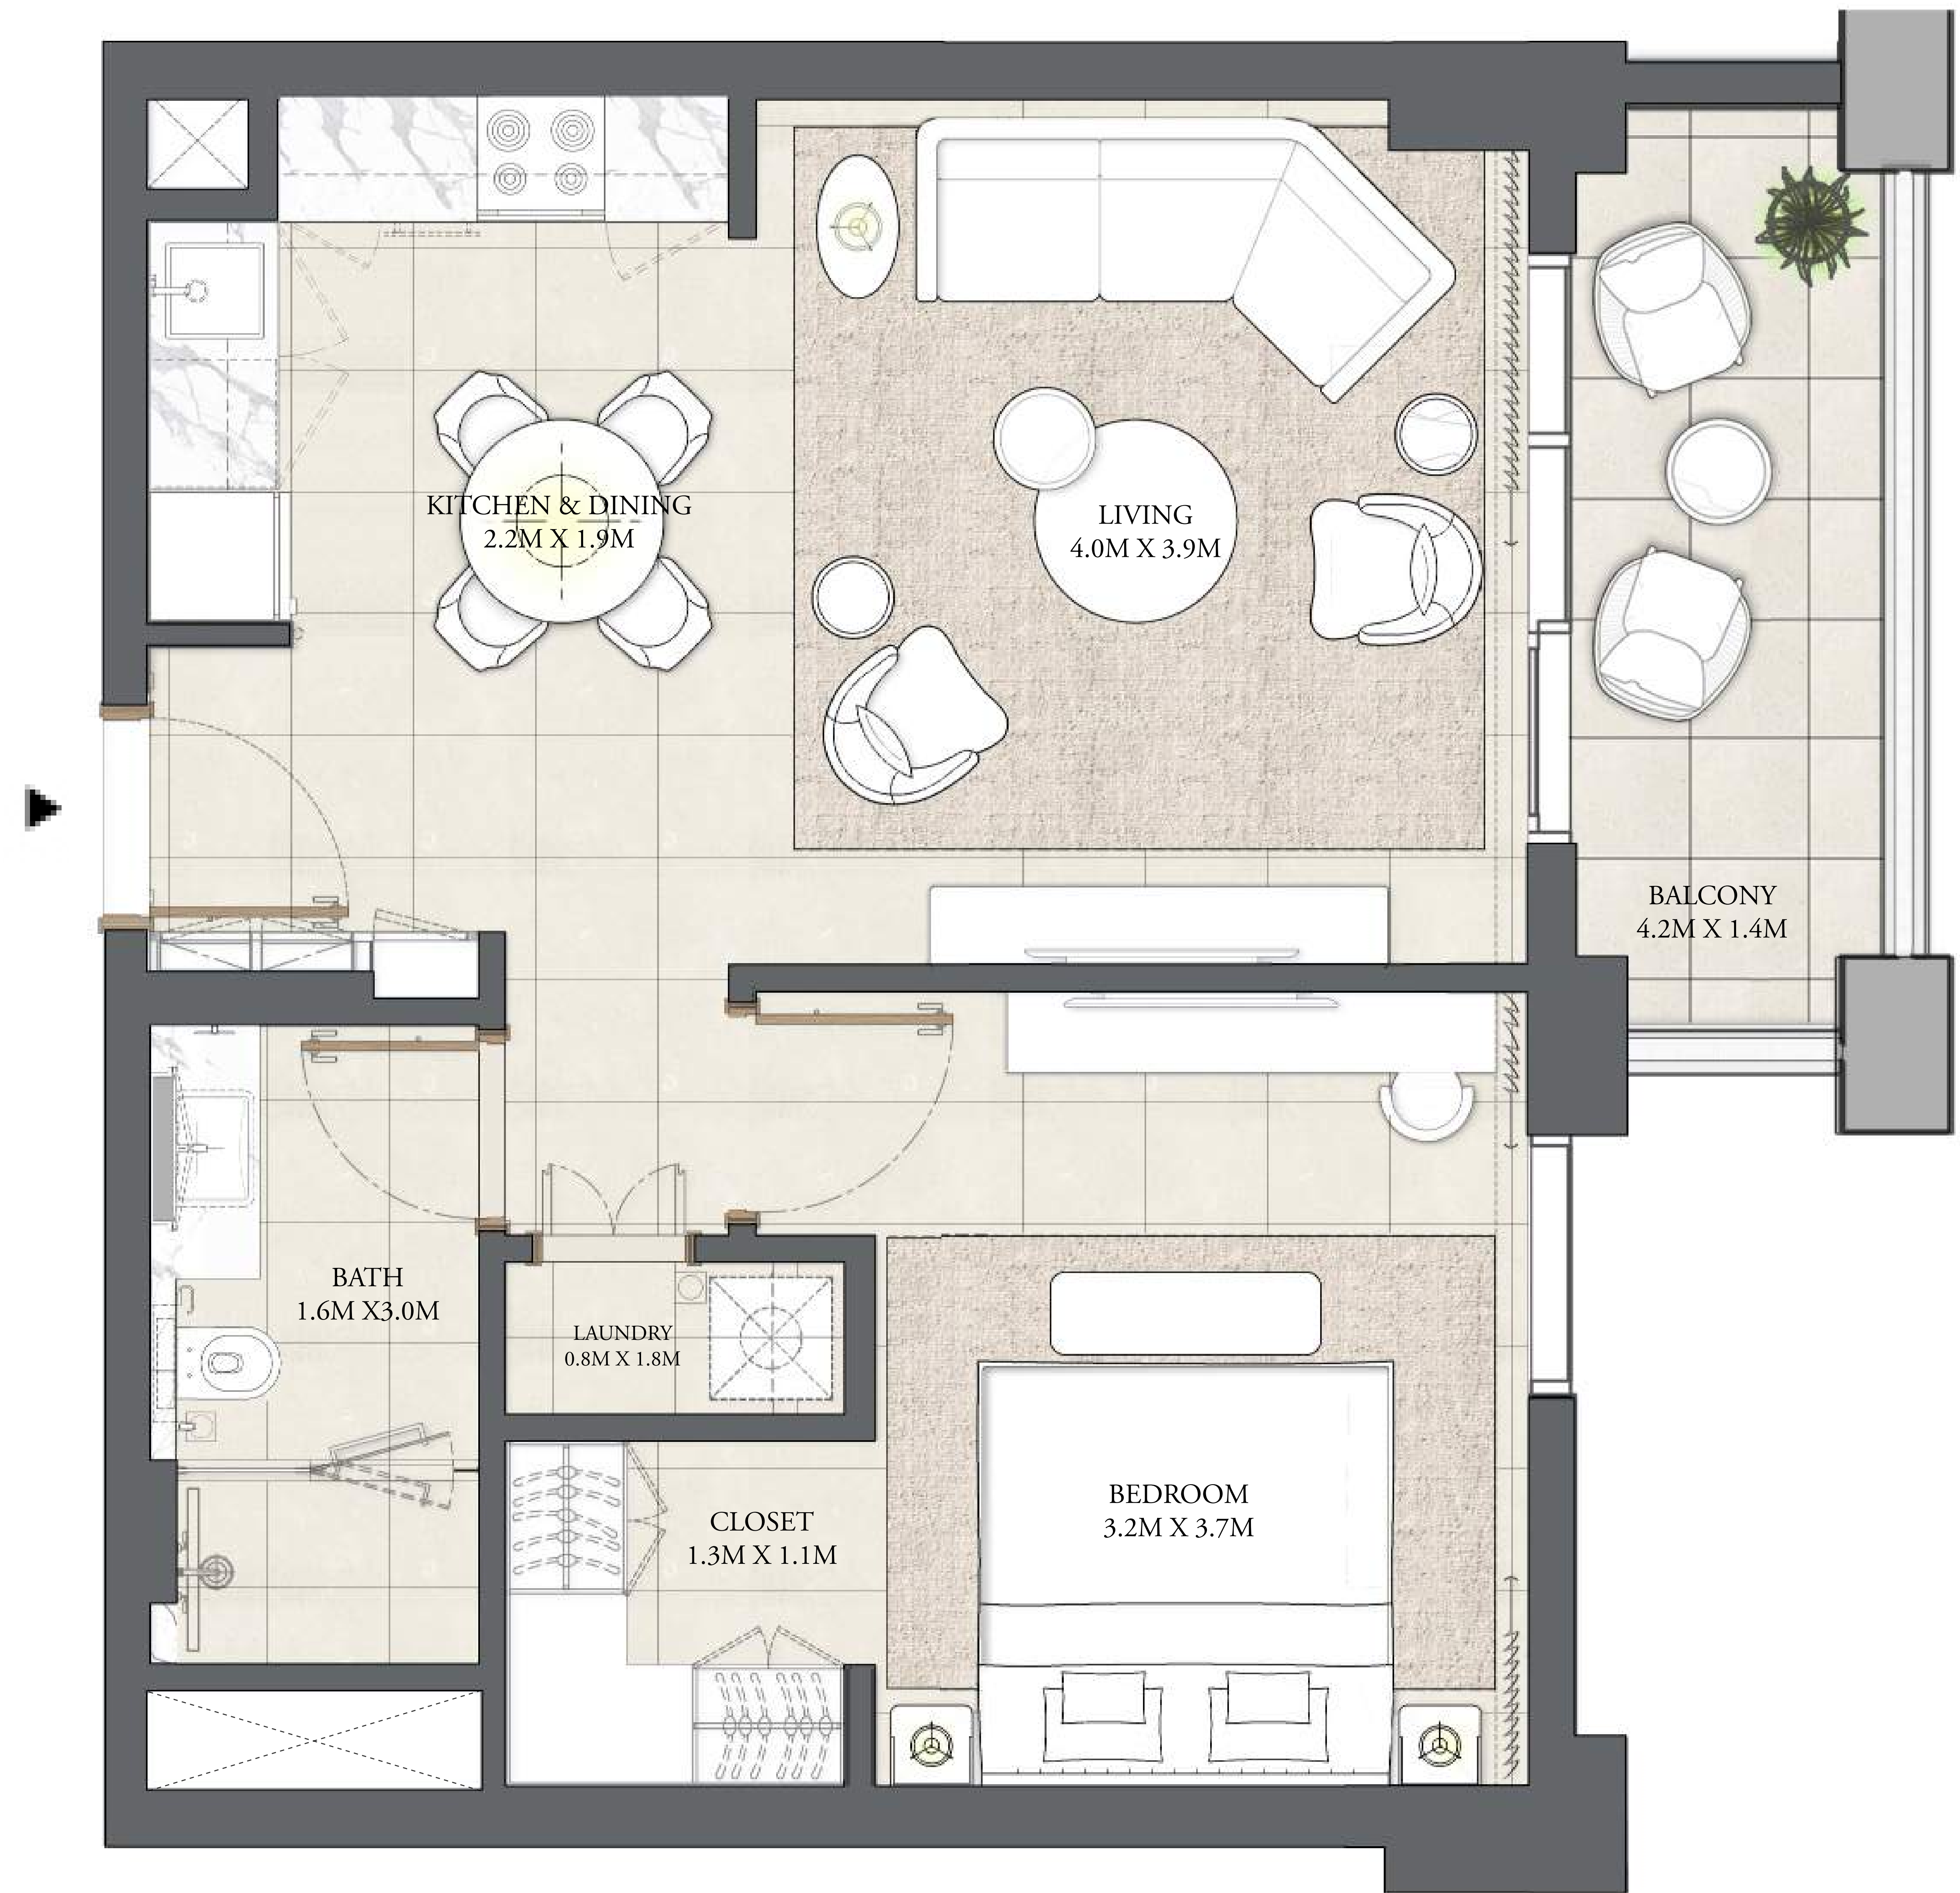 KITCHEN & DINING
2.2M X 1.9M
LIVING
4.0M X 3.9M
BALCONY
4.2M X 1.4M
BATH
1.6M X3.0M
LAUNDRY
0.8M X 1.8M
CLOSET
1.3M X 1.1M
BEDROOM
3.2M X 3.7M